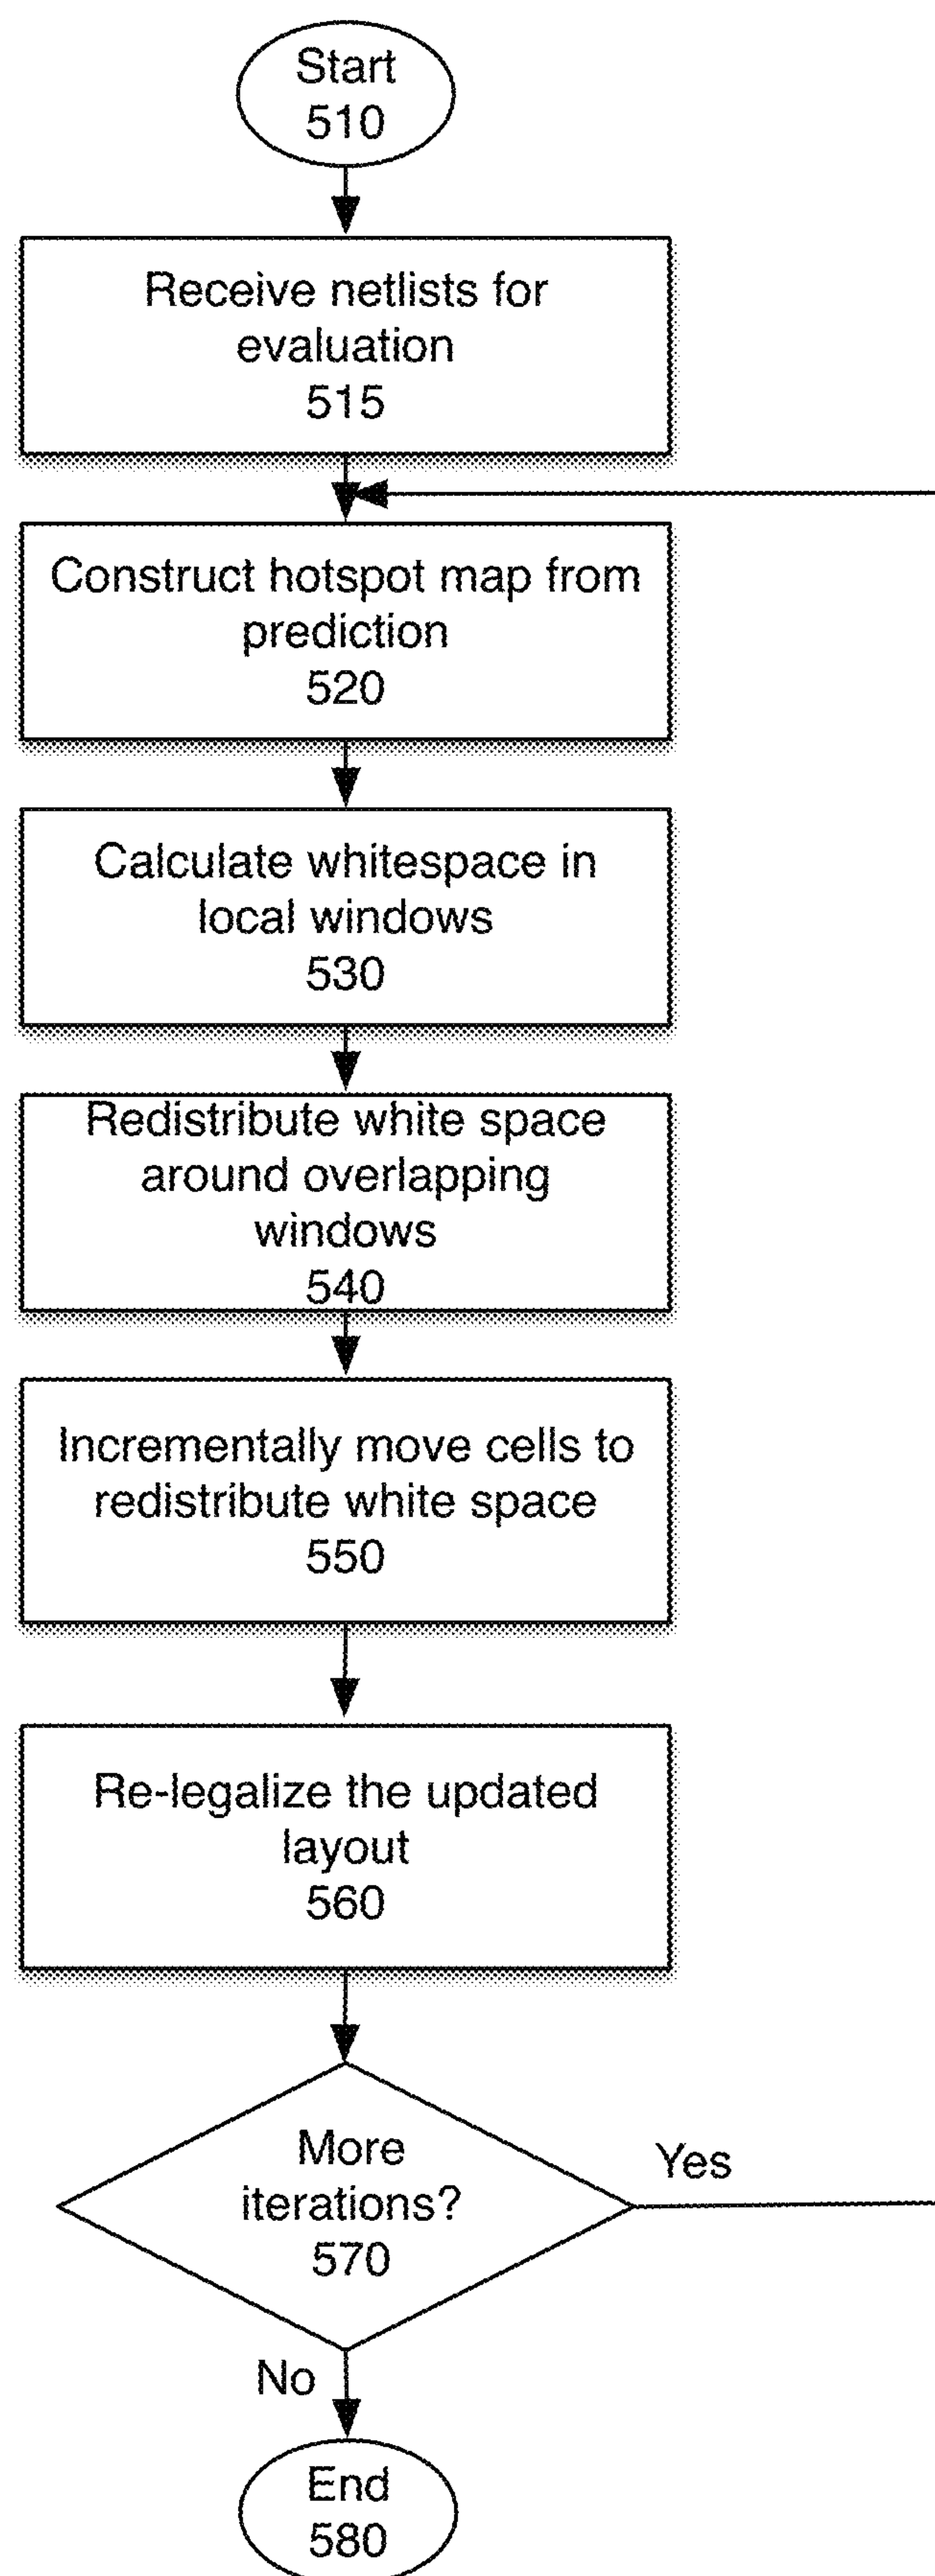 Start
510
Receive netlists for
evaluation
515
Construct hotspot map from
prediction
520
Calculate whitespace in
local windows
530
Redistribute white space
around overlapping
windows
540
Incrementally move cells to
redistribute white space
550
Re-legalize the updated
layout
560
More
iterations?
570
Yes
No
End
580